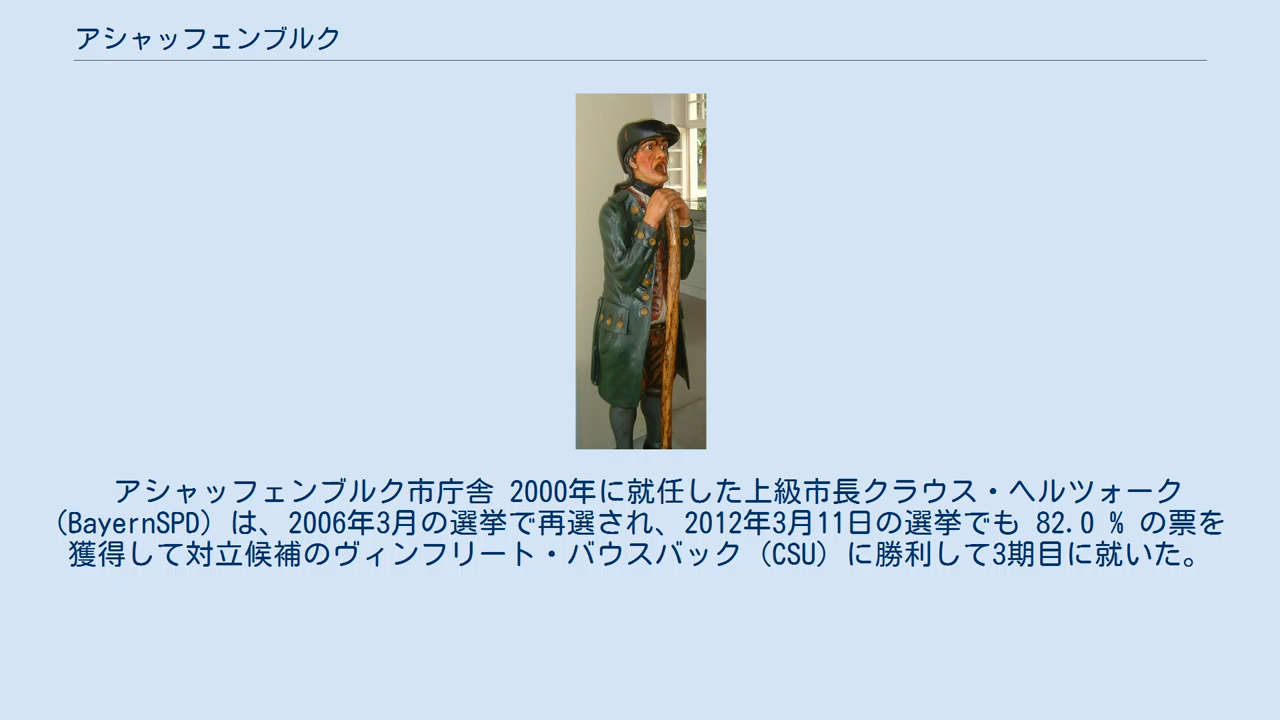 アシャッフェンブルク
アシャッフェンブルク市庁舎 2000年に就任した上級市長クラウス・ヘルツォーク
(BayernSPD) は、2006年3月の選挙で再選され、2012年3月11日の選挙でも 82.0 % の票を
獲得して対立候補のヴィンフリート・バウスバック (CSU) に勝利して3期目に就いた。